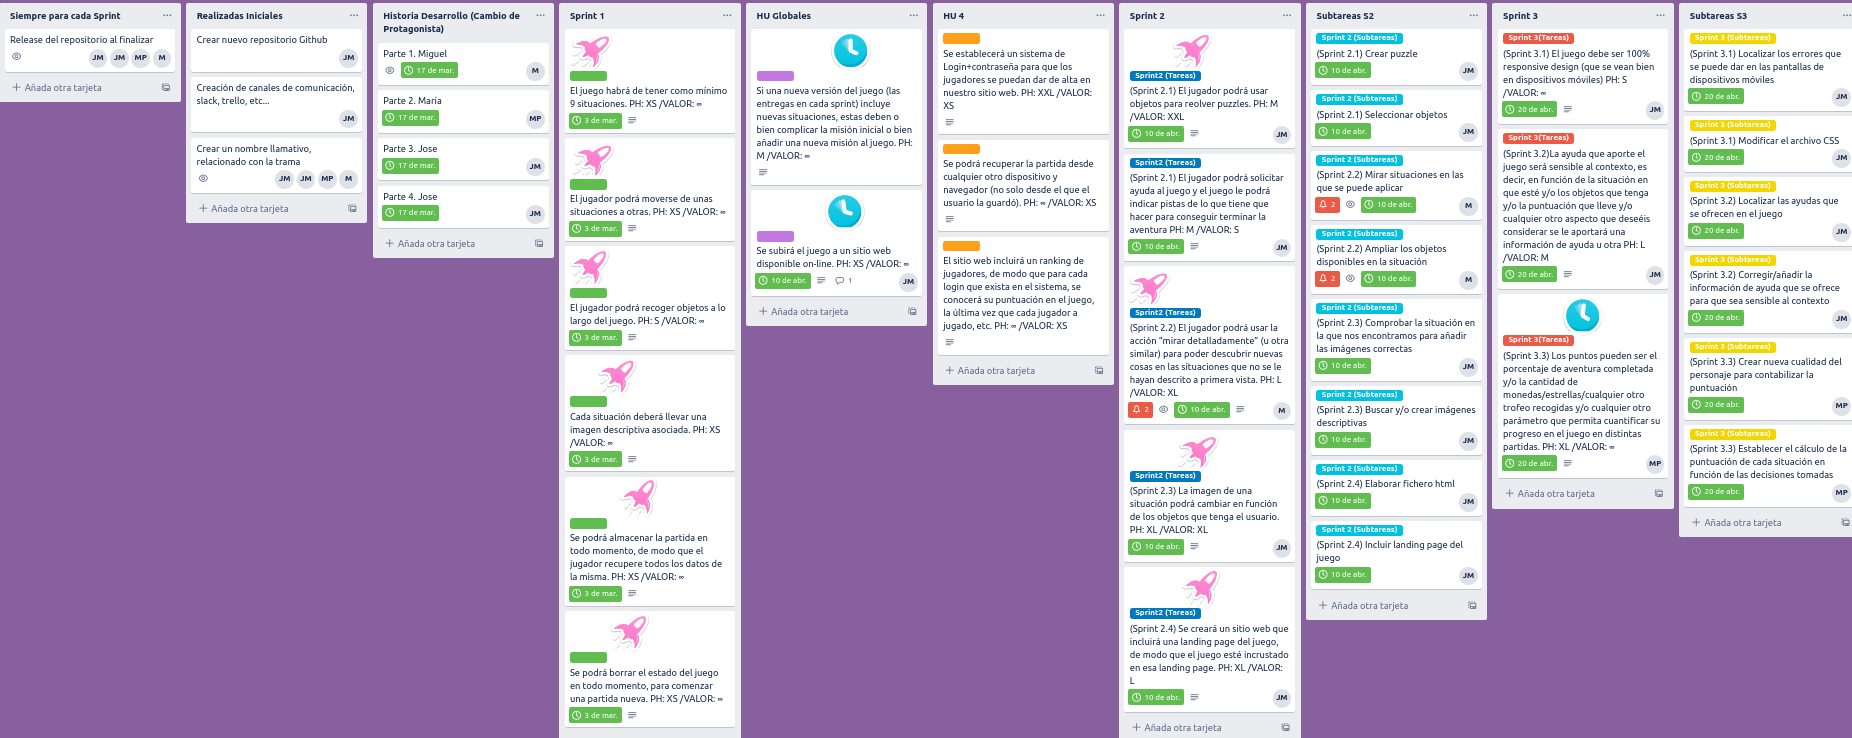 Siempre para cada Sprint
Release del repositorio al finalizar
JM JM MP M
Añada otra tarjeta
Realizadas Iniciales
Crear nuevo repositorio Github
JM
Creación de canales de comunicación,
slack, trello, etc...
JM
Crear un nombre llamativo,
relacionado con la trama
JM JM MP M
Añada otra tarjeta
Historia Desarrollo (Cambio de
Protagonista)
Parte 1. Miguel
17 de mar.
M
Parte 2. María
17 de mar.
MP
Parte 3. Jose
17 de mar.
JM
Parte 4. Jose
17 de mar.
JM
Añada otra tarjeta
Sprint 1
El juego habrá de tener como mínimo
9 situaciones. PH: XS /VALOR: ∞
3 de mar.
El jugador podrá moverse de unas
situaciones a otras. PH: XS /VALOR: ∞
3 de mar.
El jugador podrá recoger objetos a lo
largo del juego. PH: S /VALOR: ∞
3 de mar.
Cada situación deberá llevar una
imagen descriptiva asociada. PH: XS
/VALOR: ∞
3 de mar.
Se podrá almacenar la partida en
todo momento, de modo que el
jugador recupere todos los datos de
la misma. PH: XS /VALOR: ∞
3 de mar.
Se podrá borrar el estado del juego
en todo momento, para comenzar
una partida nueva. PH: XS /VALOR: ∞
3 de mar.
HU Globales
Si una nueva versión del juego (las
entregas en cada sprint) incluye
nuevas situaciones, estas deben o
bien complicar la misión inicial o bien
añadir una nueva misión al juego. PH:
M /VALOR: ∞
Se subirá el juego a un sitio web
disponible on-line. PH: XS /VALOR: ∞
10 de abr.
1
JM
Añada otra tarjeta
HU 4
Se establecerá un sistema de
Login+contraseña para que los
jugadores se puedan dar de alta en
nuestro sitio web. PH: XXL /VALOR:
XS
Se podrá recuperar la partida desde
cualquier otro dispositivo y
navegador (no solo desde el que el
usuario la guardó). PH: ∞ /VALOR: XS
El sitio web incluirá un ranking de
jugadores, de modo que para cada
login que exista en el sistema, se
conocerá su puntuación en el juego,
la última vez que cada jugador a
jugado, etc. PH: ∞ /VALOR: XS
Añada otra tarjeta
Sprint 2
Sprint2 (Tareas)
(Sprint 2.1) El jugador podrá usar
objetos para reolver puzzles. PH: M
/VALOR: XXL
10 de abr.
JM
Sprint2 (Tareas)
(Sprint 2.1) El jugador podrá solicitar
ayuda al juego y el juego le podrá
indicar pistas de lo que tiene que
hacer para conseguir terminar la
aventura PH: M /VALOR: S
10 de abr.
JM
Sprint2 (Tareas)
(Sprint 2.2) El jugador podrá usar la
acción “mirar detalladamente” (u otra
similar) para poder descubrir nuevas
cosas en las situaciones que no se le
hayan descrito a primera vista. PH: L
/VALOR: XL
2
10 de abr.
M
Sprint2 (Tareas)
(Sprint 2.3) La imagen de una
situación podrá cambiar en función
de los objetos que tenga el usuario.
PH: XL /VALOR: XL
10 de abr.
JM
Sprint2 (Tareas)
(Sprint 2.4) Se creará un sitio web que
incluirá una landing page del juego,
de modo que el juego esté incrustado
en esa landing page. PH: XL /VALOR:
L
10 de abr.
JM
Añada otra tarjeta
Subtareas S2
Sprint 2 (Subtareas)
(Sprint 2.1) Crear puzzle
10 de abr.
JM
Sprint 2 (Subtareas)
(Sprint 2.1) Seleccionar objetos
10 de abr.
JM
Sprint 2 (Subtareas)
(Sprint 2.2) Mirar situaciones en las
que se puede aplicar
2
10 de abr.
M
Sprint 2 (Subtareas)
(Sprint 2.2) Ampliar los objetos
disponibles en la situación
2
10 de abr.
M
Sprint 2 (Subtareas)
(Sprint 2.3) Comprobar la situación en
la que nos encontramos para añadir
las imágenes correctas
10 de abr.
JM
Sprint 2 (Subtareas)
(Sprint 2.3) Buscar y/o crear imágenes
descriptivas
10 de abr.
JM
Sprint 2 (Subtareas)
(Sprint 2.4) Elaborar fichero html
10 de abr.
JM
Sprint 2 (Subtareas)
(Sprint 2.4) Incluir landing page del
juego
10 de abr.
JM
Añada otra tarjeta
Sprint 3
Sprint 3(Tareas)
(Sprint 3.1) El juego debe ser 100%
responsive design (que se vean bien
en dispositivos móviles) PH: S
/VALOR: ∞
20 de abr.
JM
Sprint 3(Tareas)
(Sprint 3.2)La ayuda que aporte el
juego será sensible al contexto, es
decir, en función de la situación en
que esté y/o los objetos que tenga
y/o la puntuación que lleve y/o
cualquier otro aspecto que deseéis
considerar se le aportará una
información de ayuda u otra PH: L
/VALOR: M
20 de abr.
JM
Sprint 3(Tareas)
(Sprint 3.3) Los puntos pueden ser el
porcentaje de aventura completada
y/o la cantidad de
monedas/estrellas/cualquier otro
trofeo recogidas y/o cualquier otro
parámetro que permita cuantificar su
progreso en el juego en distintas
partidas. PH: XL /VALOR: ∞
20 de abr.
MP
Añada otra tarjeta
Subtareas S3
Sprint 3 (Subtareas)
(Sprint 3.1) Localizar los errores que
se puede dar en las pantallas de
dispositivos móviles
20 de abr.
JM
Sprint 3 (Subtareas)
(Sprint 3.1) Modificar el archivo CSS
20 de abr.
JM
Sprint 3 (Subtareas)
(Sprint 3.2) Localizar las ayudas que
se ofrecen en el juego
20 de abr.
JM
Sprint 3 (Subtareas)
(Sprint 3.2) Corregir/añadir la
información de ayuda que se ofrece
para que sea sensible al contexto
20 de abr.
JM
Sprint 3 (Subtareas)
(Sprint 3.3) Crear nueva cualidad del
personaje para contabilizar la
puntuación
20 de abr.
MP
Sprint 3 (Subtareas)
(Sprint 3.3) Establecer el cálculo de la
puntuación de cada situación en
función de las decisiones tomadas
20 de abr.
MP
Añada otra tarjeta